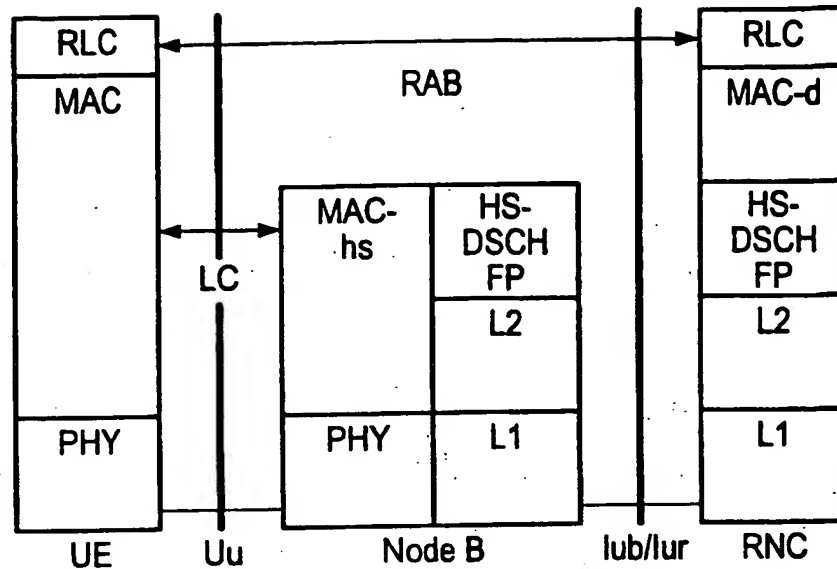 RLC
MAC
PHY
UE
RAB
LC
Uu
MAC-
hs
PHY
HS-
DSCH
FP
L2
L1
Node B
Iub/Iur
RLC
MAC-d
HS-
DSCH
FP
L2
L1
RNC